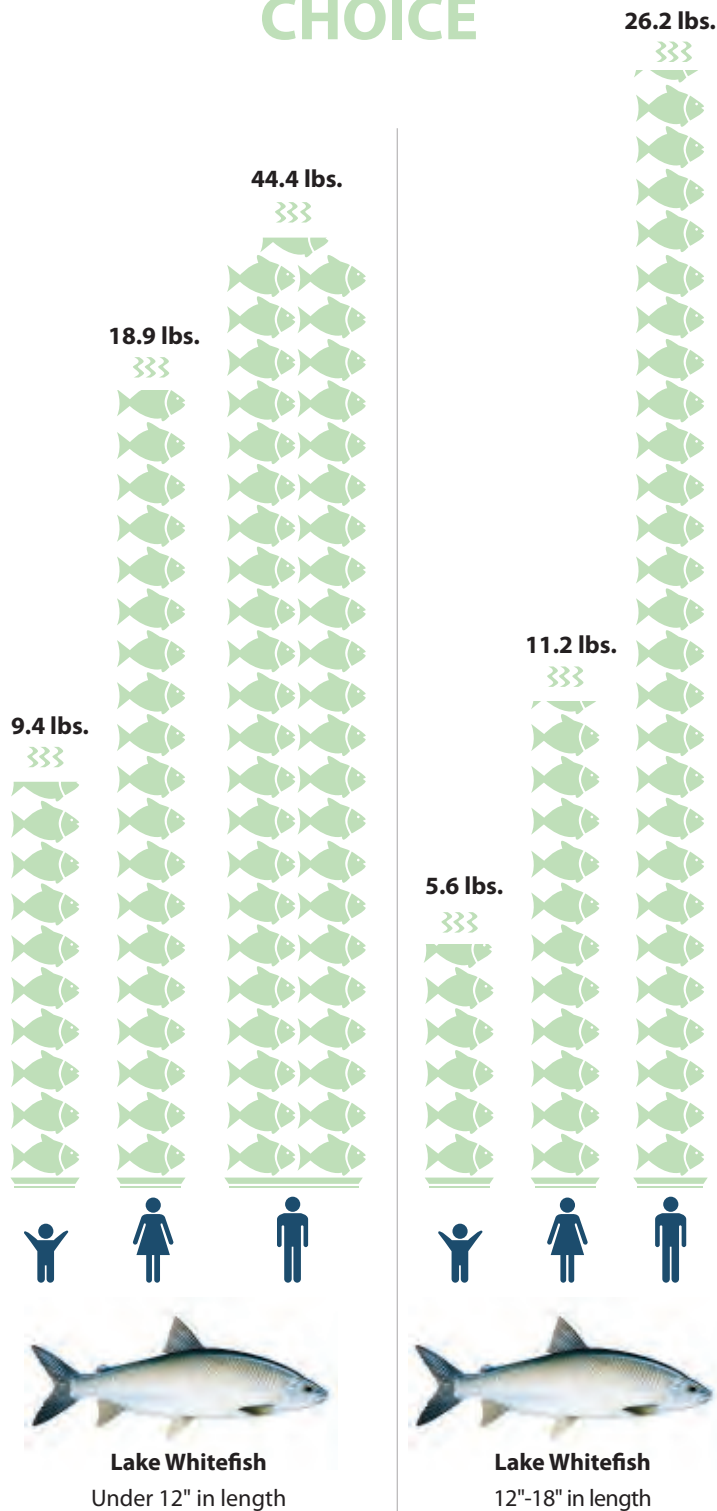 CHOICE
44.4 lbs.
18.9 lbs.
9.4 lbs.
Lake Whitefish
Under 12" in length
26.2 lbs.
11.2 lbs.
5.6 lbs.
Lake Whitefish
12"-18" in length